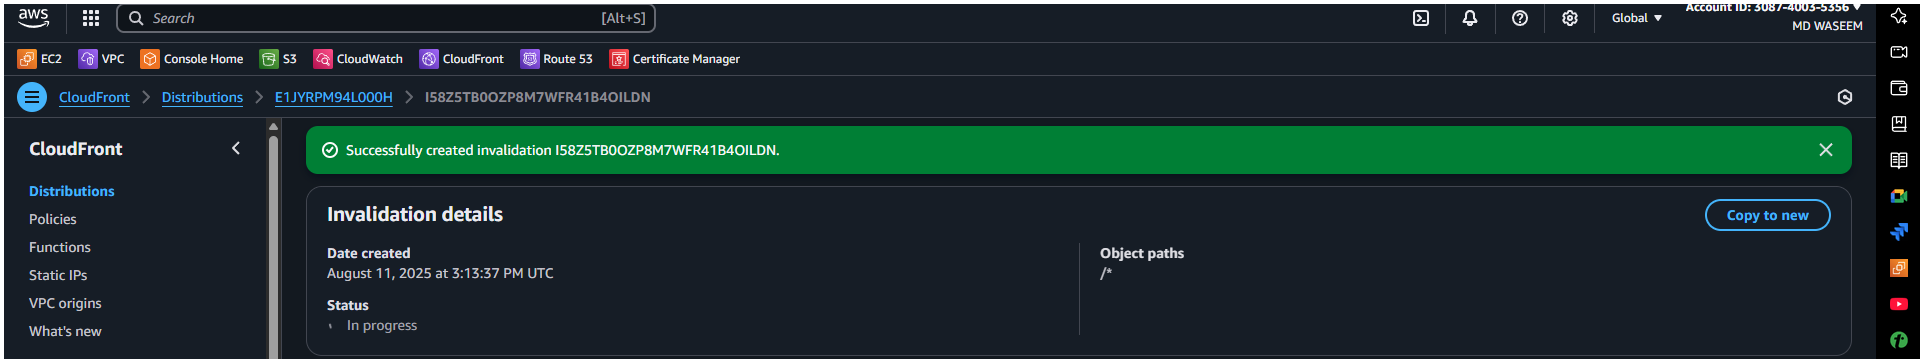 aws
Search
[Alt+S]
Global
Account ID: 3087-4003-5356
MD WASEEM
EC2
VPC
Console Home
S3
CloudWatch
CloudFront
Route 53
Certificate Manager
CloudFront
Distributions
E1JYRPM94L000H
I58Z5TB0OZP8M7WFR41B4OILDN
CloudFront
Distributions
Policies
Functions
Static IPs
VPC origins
What's new
Successfully created invalidation I58Z5TB0OZP8M7WFR41B4OILDN.
Invalidation details
Copy to new
Date created
August 11, 2025 at 3:13:37 PM UTC
Object paths
/*
Status
In progress